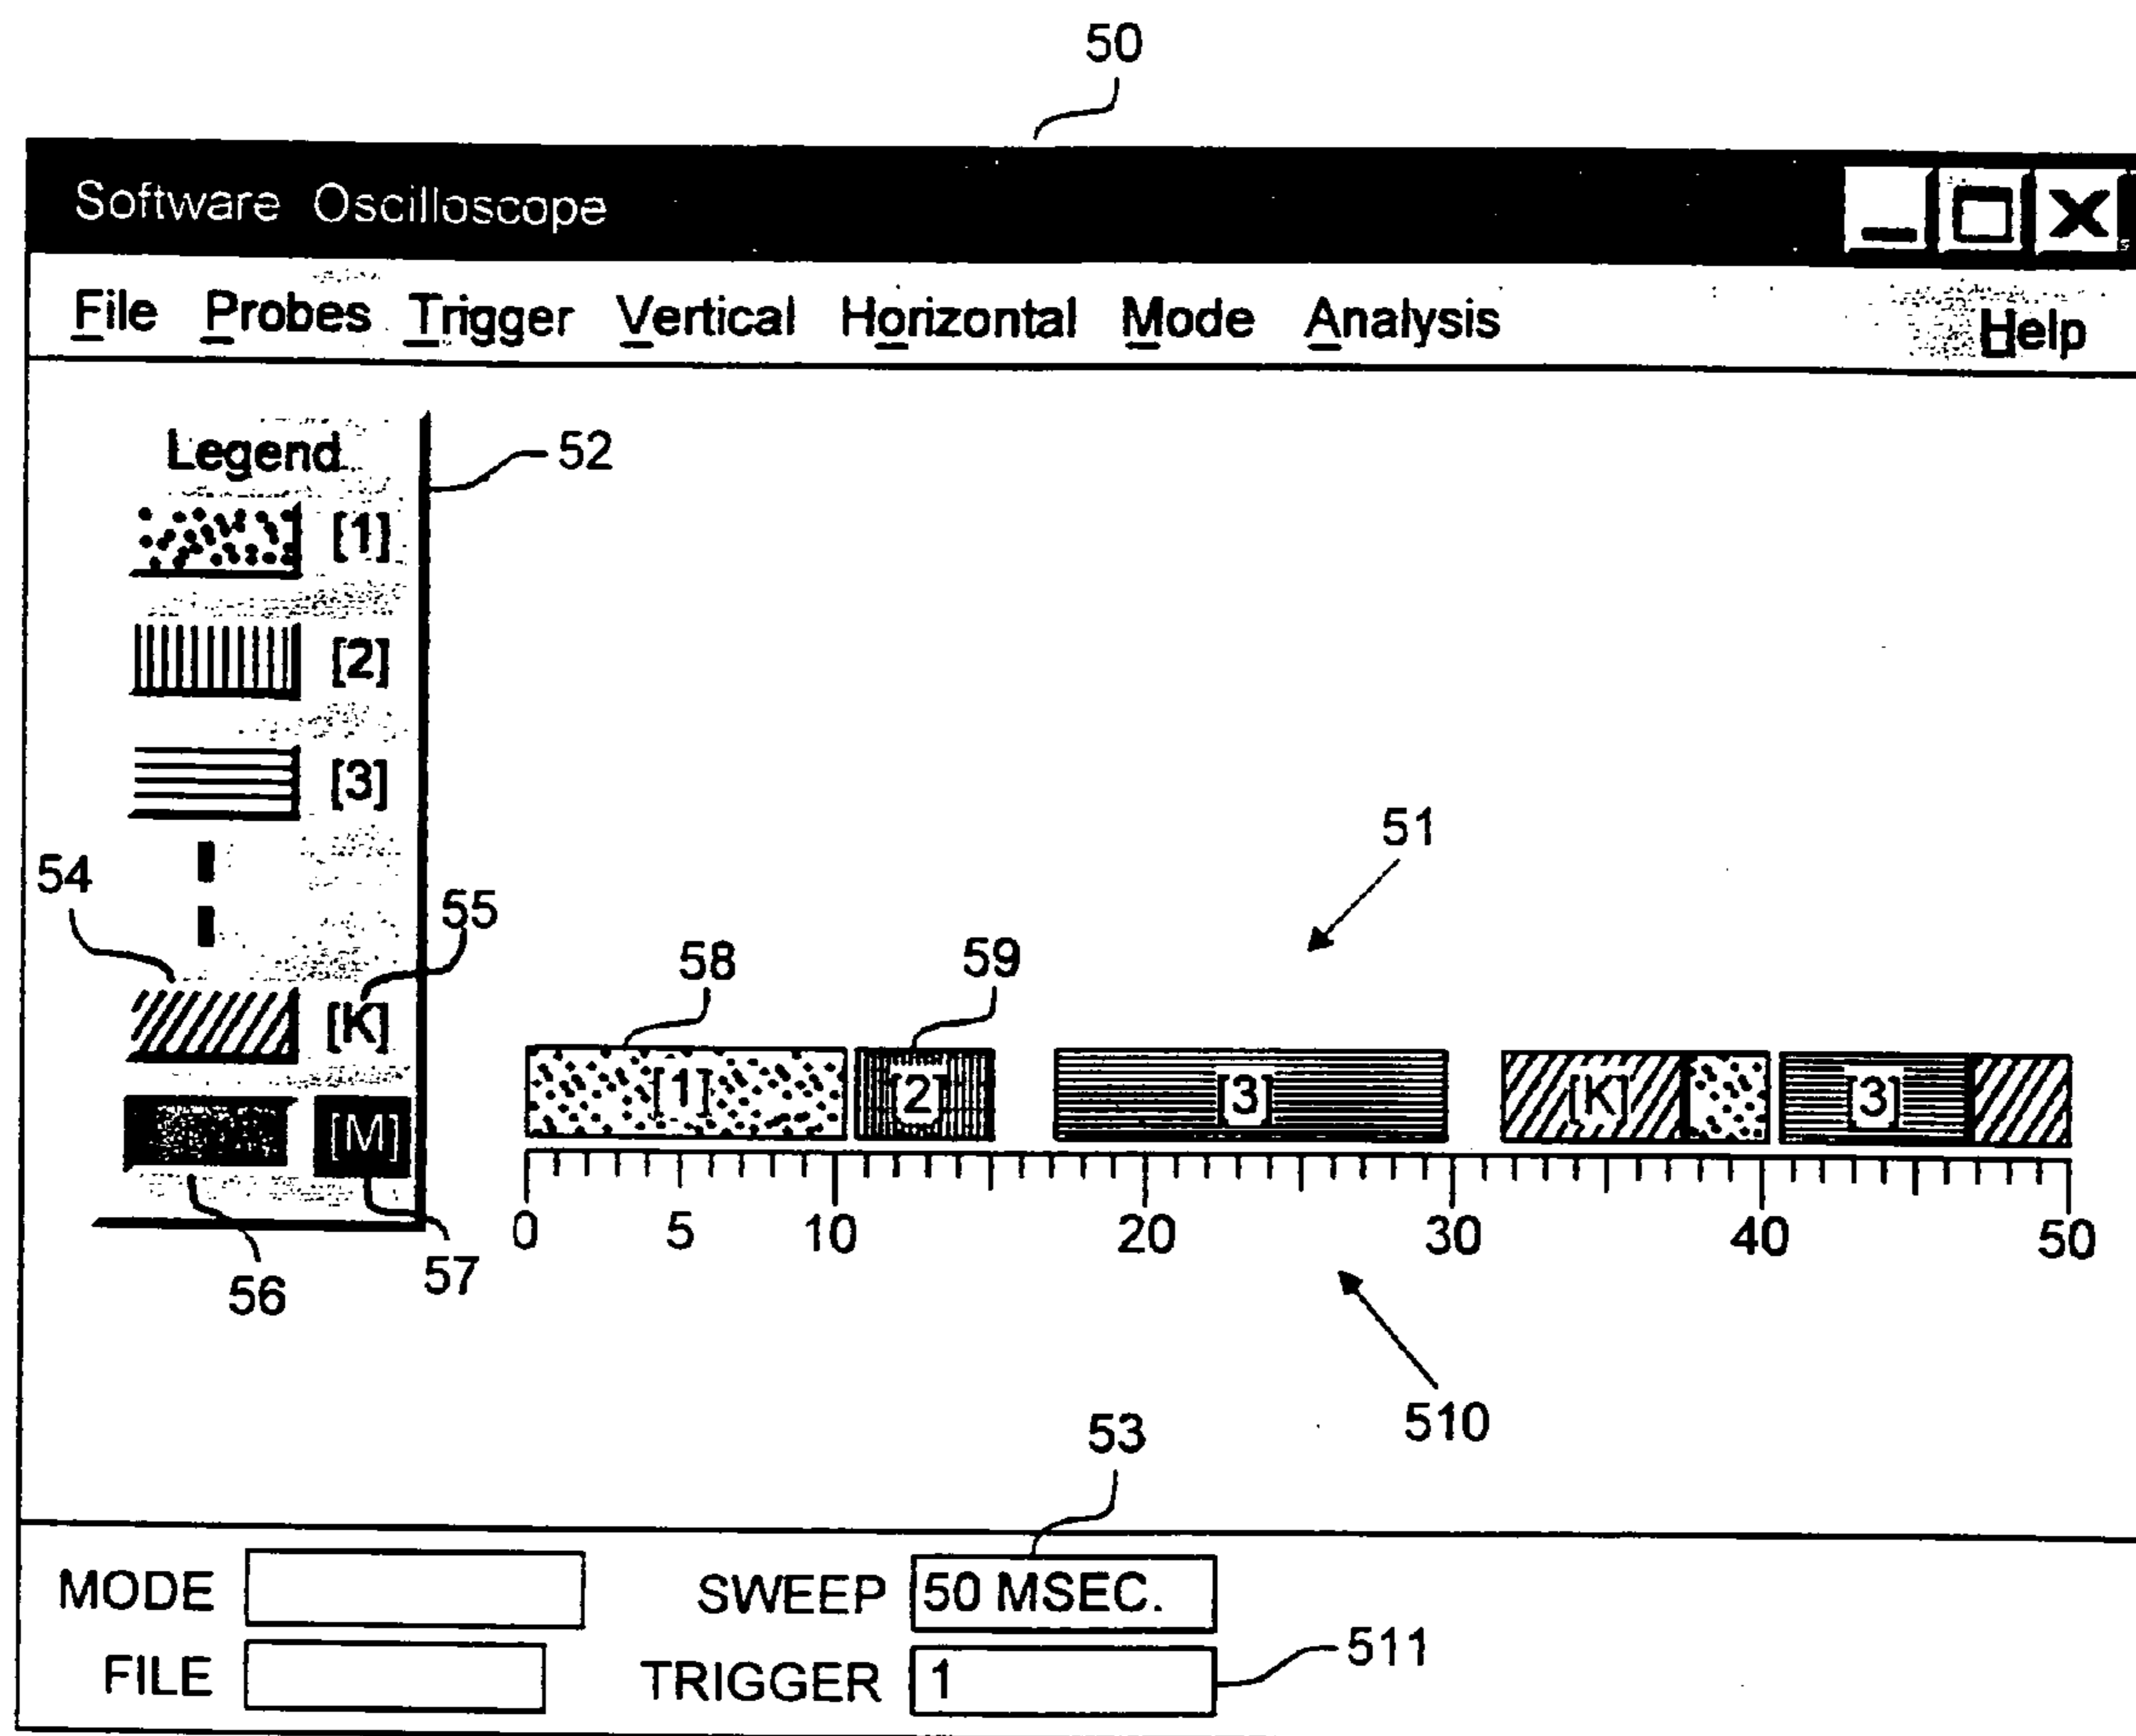 50
Software Oscilloscope
File Probes Trigger Vertical Horizontal Mode Analysis Help
Legend
52
[1]
[2]
[3]
51
54
55
58
59
[K]
[1] [2] [3] [K] [3]
[M]
0 5 10 20 30 40 50
57
56
510
53
MODE SWEEP 50 MSEC.
511
FILE TRIGGER 1